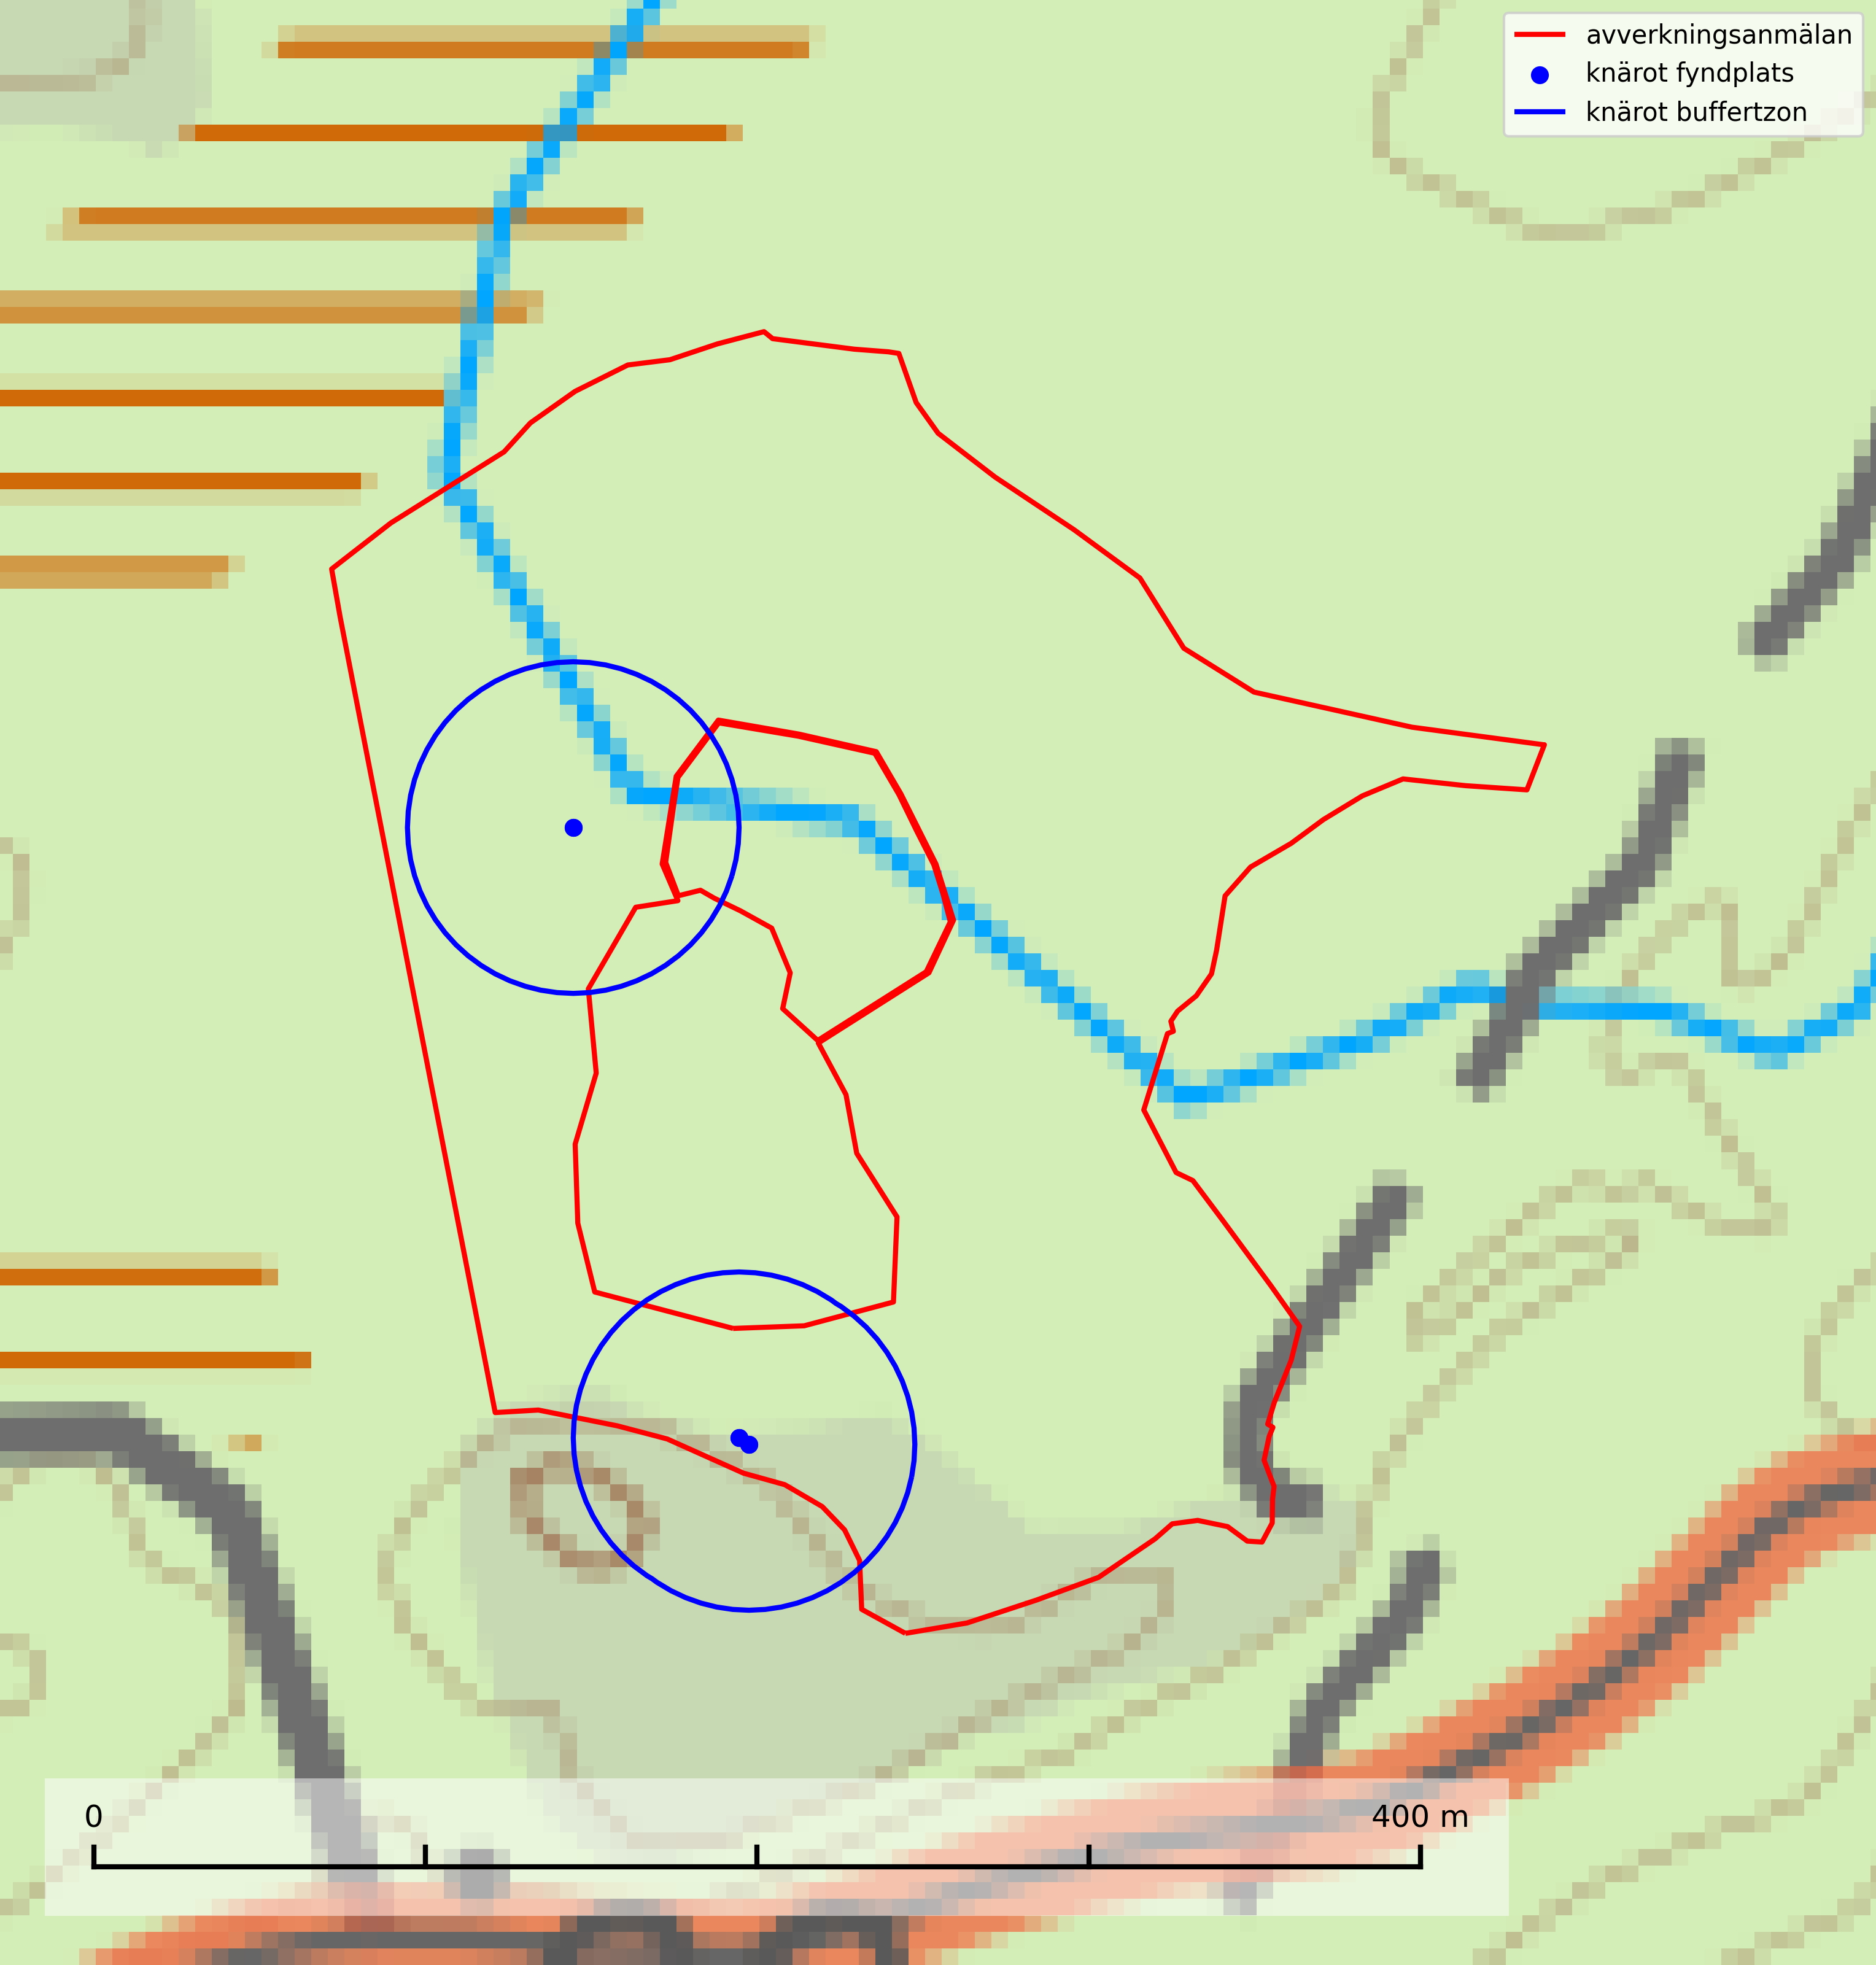 avverkningsanmälan
knärot fyndplats
knärot buffertzon
0
400 m